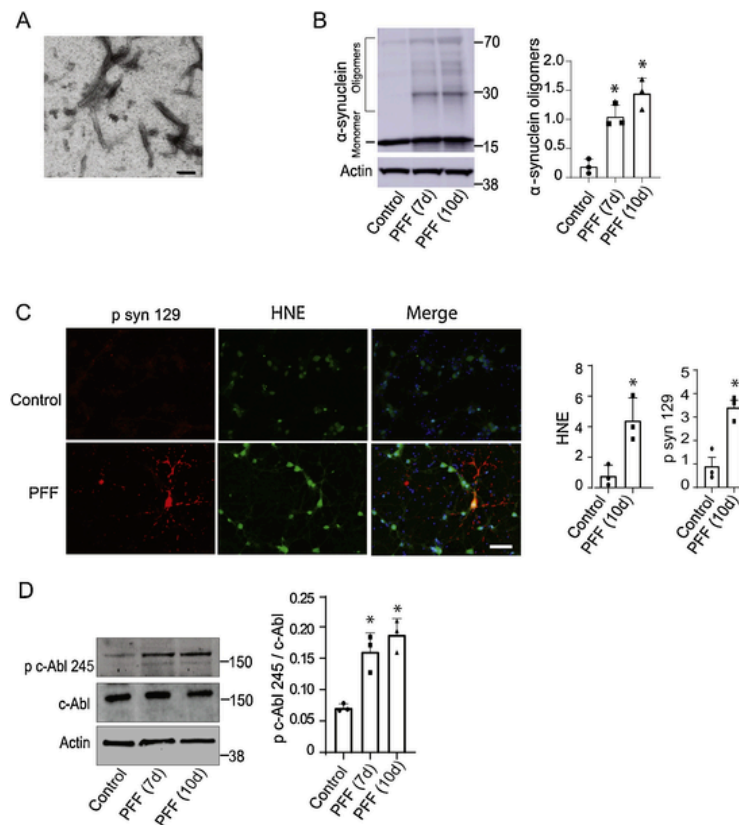 A
B
α-synuclein
Monomer
Oligomers
70
30
15
Actin
38
Control
PFF (7d)
PFF (10d)
α-synuclein oligomers
2.0
1.5
1.0
0.5
0
*
*
Control
PFF (7d)
PFF (10d)
C
p syn 129
HNE
Merge
Control
PFF
HNE
8
6
4
2
0
*
Control
PFF (10d)
p syn 129
5
4
3
2
1
0
*
Control
PFF (10d)
D
p c-Abl 245
150
c-Abl
150
Actin
38
Control
PFF (7d)
PFF (10d)
p c-Abl 245 / c-Abl
0.25
0.20
0.15
0.10
0.05
0
*
*
Control
PFF (7d)
PFF (10d)